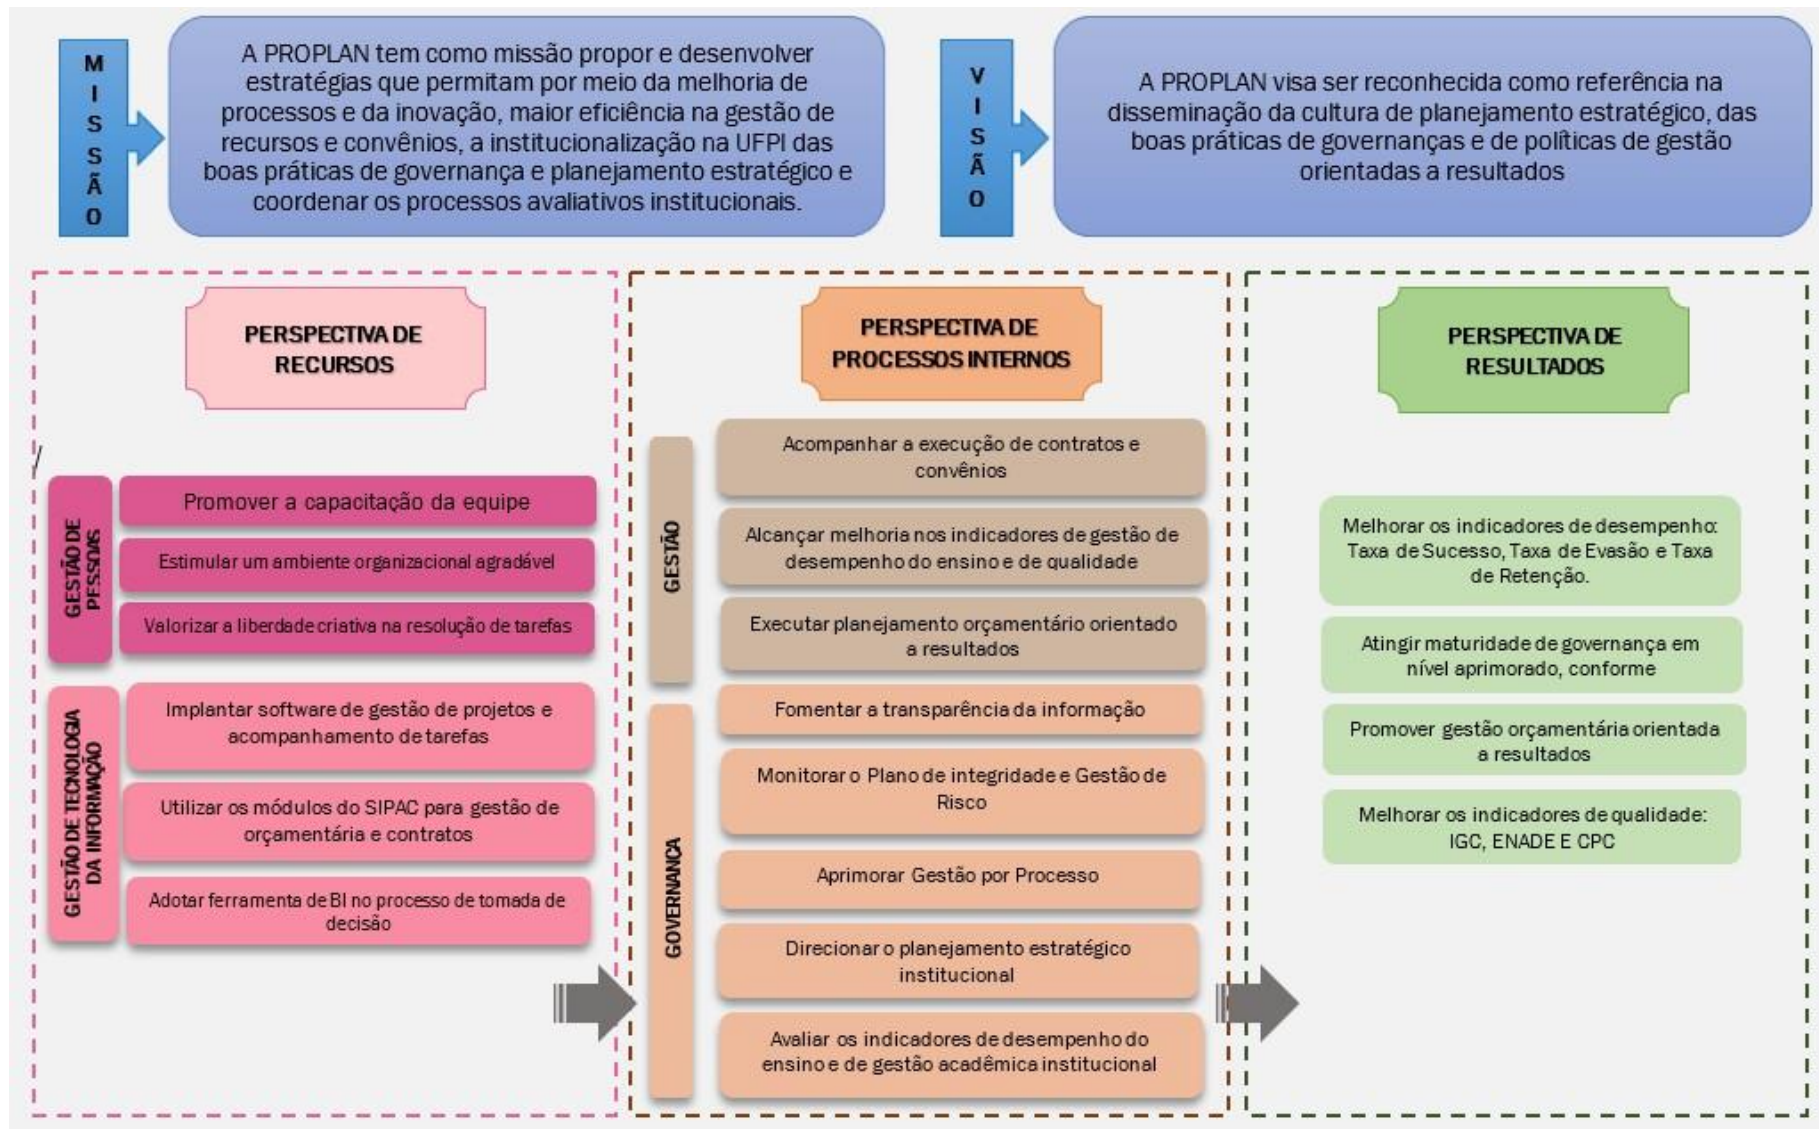 MISSÃO
A PROPLAN tem como missão propor e desenvolver
estratégias que permitam por meio da melhoria de
processos e da inovação, maior eficiência na gestão de
recursos e convênios, a institucionalização na UFPI das
boas práticas de governança e planejamento estratégico e
coordenar os processos avaliativos institucionais.
VISÃO
A PROPLAN visa ser reconhecida como referência na
disseminação da cultura de planejamento estratégico, das
boas práticas de governanças e de políticas de gestão
orientadas a resultados
PERSPECTIVA DE
RECURSOS
/
GESTÃO DE
PESSOAS
Promover a capacitação da equipe
Estimular um ambiente organizacional agradável
Valorizar a liberdade criativa na resolução de tarefas
GESTÃO DE TECNOLOGIA
DA INFORMAÇÃO
Implantar software de gestão de projetos e
acompanhamento de tarefas
Utilizar os módulos do SIPAC para gestão de
orçamentária e contratos
Adotar ferramenta de BI no processo de tomada de
decisão
PERSPECTIVA DE
PROCESSOS INTERNOS
GESTÃO
Acompanhar a execução de contratos e
convênios
Alcançar melhoria nos indicadores de gestão de
desempenho do ensino e de qualidade
Executar planejamento orçamentário orientado
a resultados
GOVERNANÇA
Fomentar a transparência da informação
Monitorar o Plano de integridade e Gestão de
Risco
Aprimorar Gestão por Processo
Direcionar o planejamento estratégico
institucional
Avaliar os indicadores de desempenho do
ensino e de gestão acadêmica institucional
PERSPECTIVA DE
RESULTADOS
Melhorar os indicadores de desempenho:
Taxa de Sucesso, Taxa de Evasão e Taxa
de Retenção.
Atingir maturidade de governança em
nível aprimorado, conforme
Promover gestão orçamentária orientada
a resultados
Melhorar os indicadores de qualidade:
IGC, ENADE E CPC